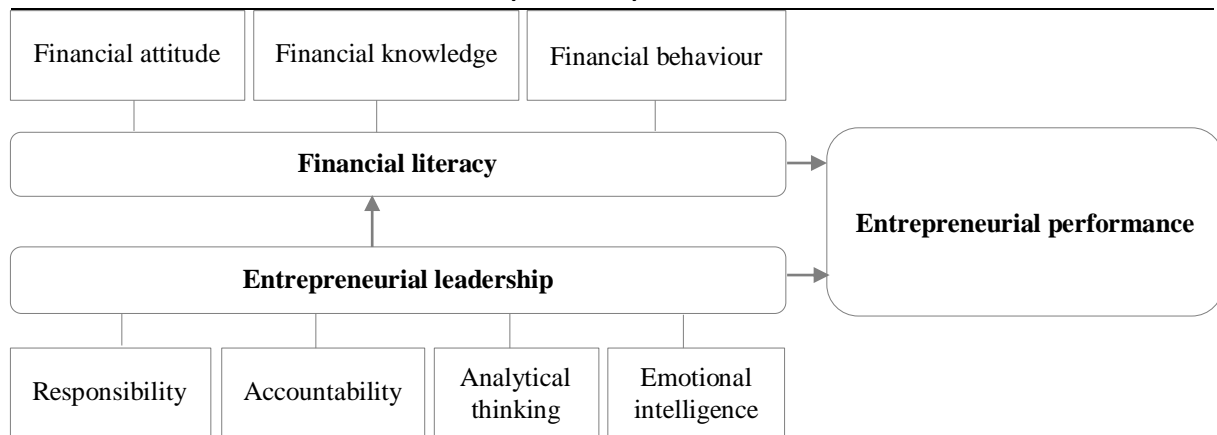 Financial attitude
Financial knowledge
Financial behaviour
Financial literacy
Entrepreneurial performance
Entrepreneurial leadership
Responsibility
Accountability
Analytical
thinking
Emotional
intelligence